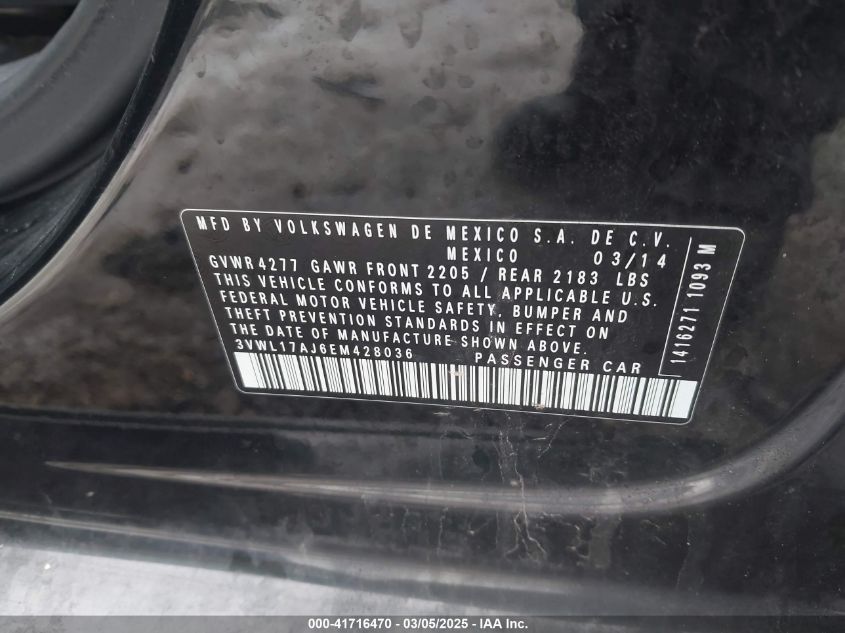 MFD BY VOLKSWAGEN DE MEXICO S.A. DE C.V.
MEXICO 03/14
GVWR 4277 GAWR FRONT 2205 / REAR 2183 LBS
THIS VEHICLE CONFORMS TO ALL APPLICABLE U.S.
FEDERAL MOTOR VEHICLE SAFETY, BUMPER AND
THEFT PREVENTION STANDARDS IN EFFECT ON
THE DATE OF MANUFACTURE SHOWN ABOVE.
3VWL17AJ6EM428036 PASSENGER CAR
1416271 1093 M
000-41716470 - 03/05/2025 - IAA Inc.